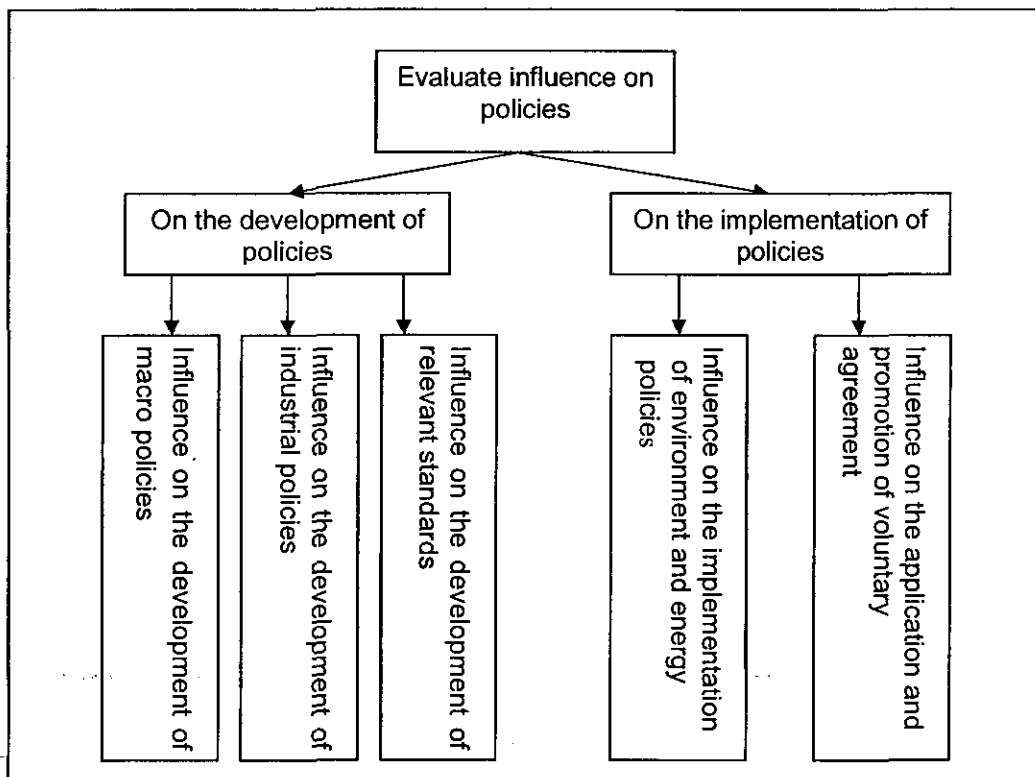 Evaluate influence on
policies
On the development of
policies
On the implementation of
policies
Influence on the development of
macro policies
Influence on the development of
industrial policies
Influence on the development of
relevant standards
Influence on the implementation
of environment and energy
policies
Influence on the application and
promotion of voluntary
agreement